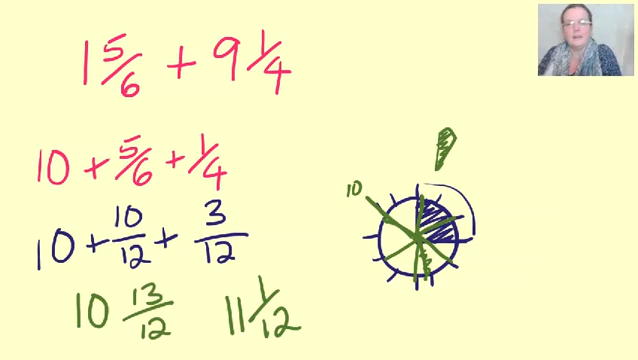 1 5/6 + 9 1/4
10 + 5/6 + 1/4
10 + 10/12 + 3/12
10 13/12 11 1/12
10